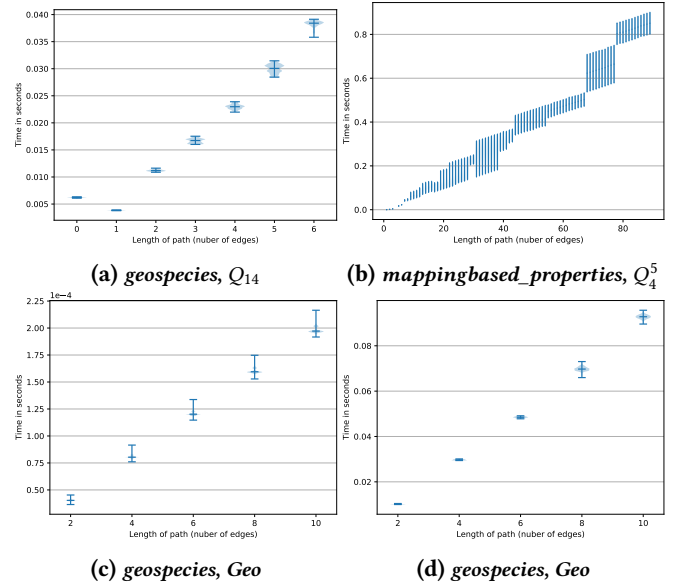 0.040
0.035
0.030
0.025
0.020
0.015
0.010
0.005
Time in seconds
0 1 2 3 4 5 6
Length of path (nuber of edges)
(a) geospecies, Q14
0.8
0.6
0.4
0.2
0.0
Time in seconds
0 20 40 60 80
Length of path (nuber of edges)
(b) mappingbased_properties, Q_4^5
1e−4
2.25
2.00
1.75
1.50
1.25
1.00
0.75
0.50
Time in seconds
2 4 6 8 10
Length of path (nuber of edges)
(c) geospecies, Geo
0.08
0.06
0.04
0.02
Time in seconds
2 4 6 8 10
Length of path (nuber of edges)
(d) geospecies, Geo